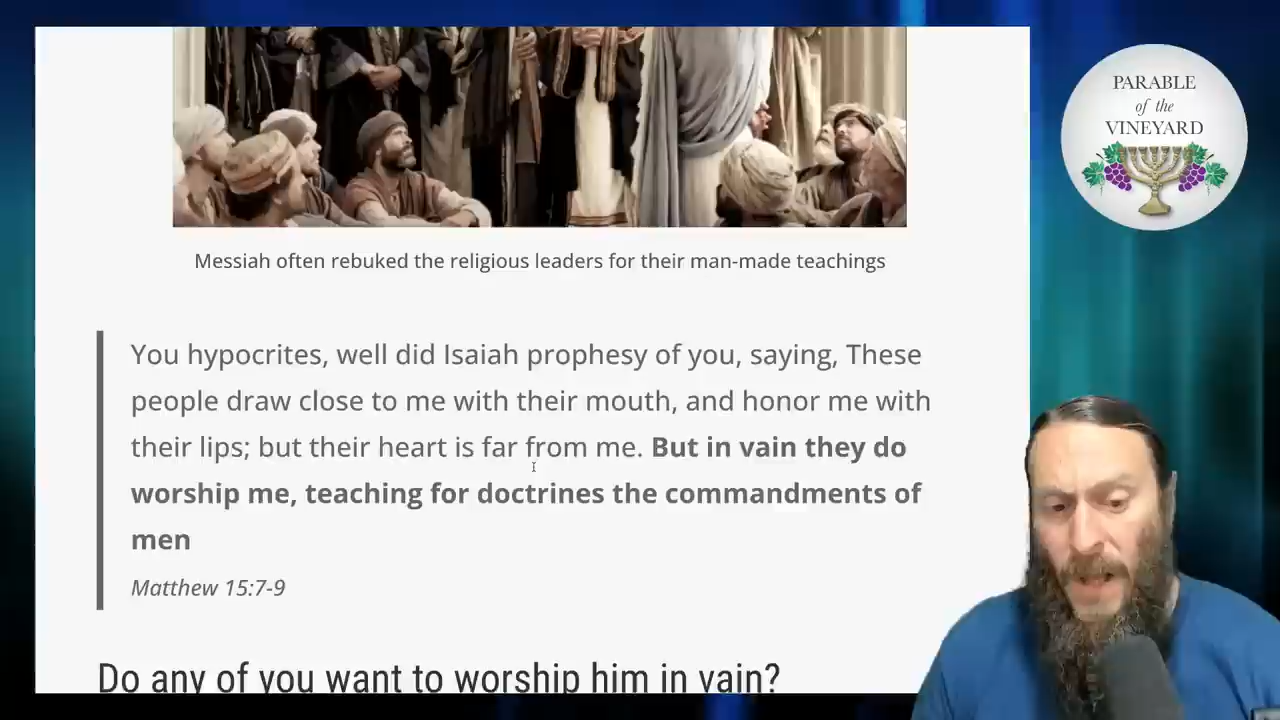 PARABLE
of the
VINEYARD
Messiah often rebuked the religious leaders for their man-made teachings
You hypocrites, well did Isaiah prophesy of you, saying, These
people draw close to me with their mouth, and honor me with
their lips; but their heart is far from me. But in vain they do
worship me, teaching for doctrines the commandments of
men
Matthew 15:7-9
Do any of you want to worship him in vain?